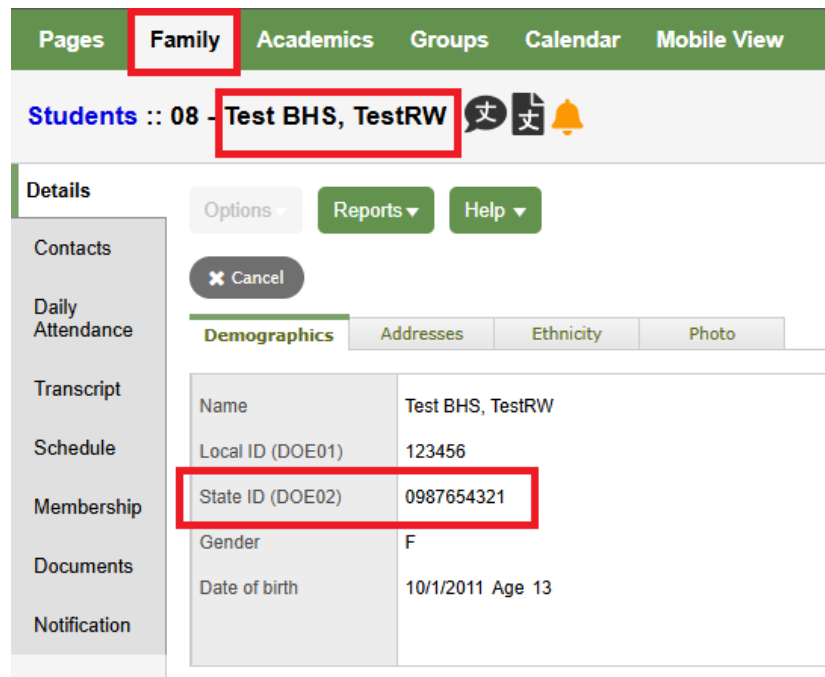 Pages Family Academics Groups Calendar Mobile View
Students :: 08 - Test BHS, TestRW 文 文
Details
Contacts
Daily
Attendance
Transcript
Schedule
Membership
Documents
Notification
Options Reports Help
Cancel
Demographics Addresses Ethnicity Photo
Name Test BHS, TestRW
Local ID (DOE01) 123456
State ID (DOE02) 0987654321
Gender F
Date of birth 10/1/2011 Age 13